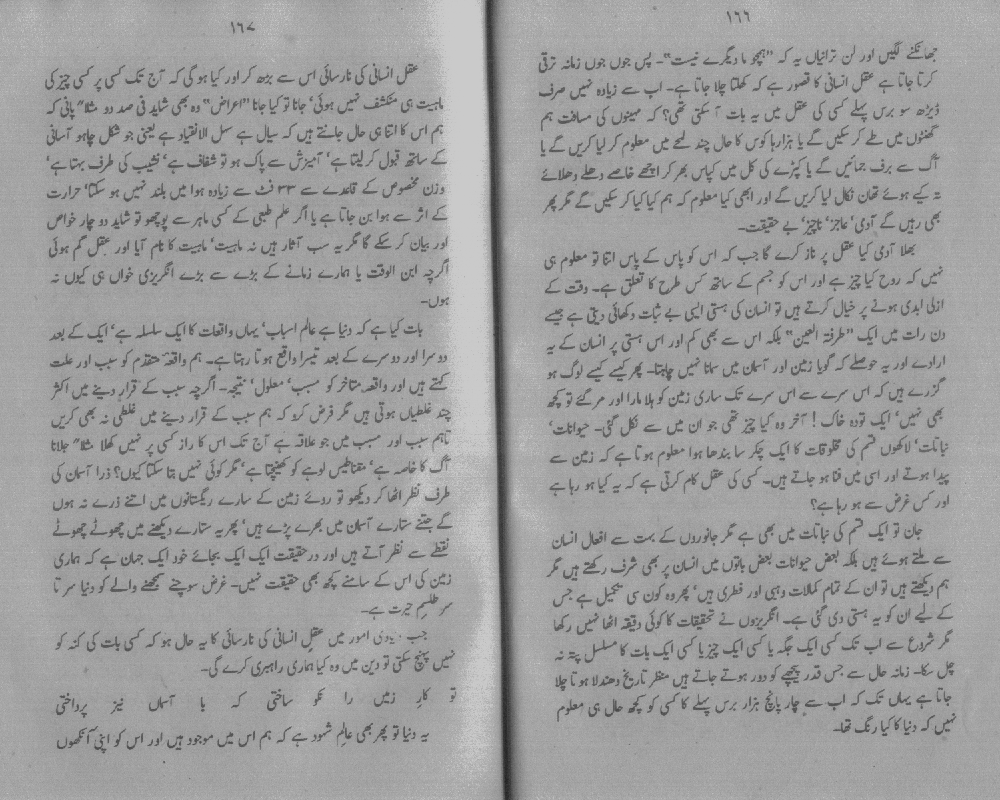 ١٦٦
جھانکنے لگیں اور لن ترانیاں یہ کہ "ہمچو ما دیگرے نیست"۔ پس جوں جوں زمانہ ترقی
کرتا جاتا ہے عقل انسانی کا قصور ہے کہ کھلتا چلا جاتا ہے۔ اب سے زیادہ نہیں صرف
ڈیڑھ سو برس پہلے کسی کی عقل میں یہ بات آ سکتی تھی؟ کہ مہینوں کی مسافت ہم
گھنٹوں میں طے کر سکیں گے یا ہزارہا کوس کا حال چند لمحے میں معلوم کر لیا کریں گے یا
آگ سے برف جمائیں گے یا کپڑے کی کل میں کپاس بھر کر اچھے خاصے دھلے دھلائے
تہ کیے ہوئے تھان نکال لیا کریں گے اور ابھی کیا معلوم کہ ہم کیا کیا کر سکیں گے مگر پھر
بھی رہیں گے آدمی' عاجز' ناچیز' بے حقیقت۔
بھلا آدمی کیا عقل پر ناز کرے گا جب کہ اس کو پاس کے پاس اتنا تو معلوم ہی
نہیں کہ روح کیا چیز ہے اور اس کو جسم کے ساتھ کس طرح کا تعلق ہے۔ وقت کے
ازلی ابدی ہونے پر خیال کرتے ہیں تو انسان کی ہستی ایسی بے ثبات دکھائی دیتی ہے جیسے
دن رات میں ایک "طرفتہ العین" بلکہ اس سے بھی کم اور اس ہستی پر انسان کے یہ
ارادے اور یہ حوصلے کہ گویا زمین اور آسمان میں سمانا نہیں چاہتا۔ پھر کیسے کیسے لوگ ہو
گزرے ہیں کہ اس سرے سے اس سرے تک ساری زمین کو ہلا مارا اور مر گئے تو کچھ
بھی نہیں' ایک تودہ خاک! آخر وہ کیا چیز تھی جو ان میں سے نکل گئی۔ حیوانات'
نباتات' لاکھوں قسم کی مخلوقات کا ایک چکر سا بندھا ہوا معلوم ہوتا ہے کہ زمین سے
پیدا ہوتے اور اسی میں فنا ہو جاتے ہیں۔ کسی کی عقل کام کرتی ہے کہ یہ کیا ہو رہا ہے
اور کس غرض سے ہو رہا ہے؟
جان تو ایک قسم کی نباتات میں بھی ہے مگر جانوروں کے بہت سے افعال انسان
سے ملتے ہوئے ہیں بلکہ بعض حیوانات بعض باتوں میں انسان پر بھی شرف رکھتے ہیں مگر
ہم دیکھتے ہیں تو ان کے تمام کمالات وہبی اور فطری ہیں' پھر وہ کون سی تکمیل ہے جس
کے لیے ان کو یہ ہستی دی گئی ہے۔ انگریزوں نے تحقیقات کا کوئی دقیقہ اٹھا نہیں رکھا
مگر شروع سے اب تک کسی ایک جگہ یا کسی ایک چیز یا کسی ایک بات کا مسلسل پتہ نہ
چل سکا۔ زمانہ حال سے جس قدر پیچھے کو دور ہوتے جاتے ہیں منظر تاریخ دھندلا ہوتا چلا
جاتا ہے یہاں تک کہ اب سے چار پانچ ہزار برس پہلے کا کسی کو کچھ حال ہی معلوم
نہیں کہ دنیا کا کیا رنگ تھا۔
١٦٧
عقل انسانی کی نارسائی اس سے بڑھ کر اور کیا ہو گی کہ آج تک کسی پر کسی چیز کی
ماہیت ہی منکشف نہیں ہوئی' جانا تو کیا جانا "اعراض" وہ بھی شاید فی صد دو مثلاً پانی کہ
ہم اس کا اتنا ہی حال جانتے ہیں کہ سیال ہے سہل الانقیاد ہے یعنی جو شکل چاہو آسانی
کے ساتھ قبول کر لیتا ہے' آمیزش سے پاک ہو تو شفاف ہے' نشیب کی طرف بہتا ہے'
وزن مخصوص کے قاعدے سے ٣٣ فٹ سے زیادہ ہوا میں بلند نہیں ہو سکتا' حرارت
کے اثر سے ہوا بن جاتا ہے یا اگر علم طبیعی کے کسی ماہر سے پوچھو تو شاید دو چار خواص
اور بیان کر سکے گا مگر یہ سب آثار ہیں نہ ماہیت' ماہیت کا نام آیا اور عقل گم ہوئی
اگرچہ ابن الوقت یا ہمارے زمانے کے بڑے سے بڑے انگریزی خواں ہی کیوں نہ
ہوں۔
بات کیا ہے کہ دنیا ہے عالم اسباب' یہاں واقعات کا ایک سلسلہ ہے' ایک کے بعد
دوسرا اور دوسرے کے بعد تیسرا واقع ہوتا رہتا ہے۔ ہم واقعہ متقدم کو سبب اور علت
کہتے ہیں اور واقعہ متاخر کو مسبب' معلول' نتیجہ۔ اگرچہ سبب کے قرار دینے میں اکثر
چند غلطیاں ہوتی ہیں مگر فرض کرو کہ ہم سبب کے قرار دینے میں غلطی نہ بھی کریں
تاہم سبب اور مسبب میں جو علاقہ ہے آج تک اس کا راز کسی پر نہیں کھلا مثلاً جلانا
آگ کا خاصہ ہے' مقناطیس لوہے کو کھینچتا ہے' مگر کوئی نہیں بتا سکتا کیوں؟ ذرا آسمان کی
طرف نظر اٹھا کر دیکھو تو روئے زمین کے سارے ریگستانوں میں اتنے ذرے نہ ہوں
گے جتنے ستارے آسمان میں بھرے پڑے ہیں' پھر یہ ستارے دیکھنے میں چھوٹے چھوٹے
نقطے سے نظر آتے ہیں اور درحقیقت ایک ایک بجائے خود ایک جہان ہے کہ ہماری
زمین کی اس کے سامنے کچھ بھی حقیقت نہیں۔ غرض سوچنے سمجھنے والے کو دنیا سر تا
سر طلسم حیرت ہے۔
جب دنیاوی امور میں عقل انسانی کی نارسائی کا یہ حال ہو کہ کسی بات کی کنہ کو
نہیں پہنچ سکتی تو دین میں وہ کیا ہماری راہبری کرے گی۔
تو کار زمیں را نکو ساختی کہ با آسماں نیز پرداختی
یہ دنیا تو پھر بھی عالم شہود ہے کہ ہم اس میں موجود ہیں اور اس کو اپنی آنکھوں